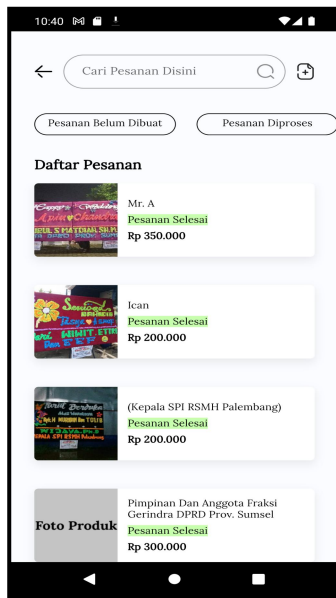 10:40
Cari Pesanan Disini
Pesanan Belum Dibuat
Pesanan Diproses
Daftar Pesanan
Mr. A
Pesanan Selesai
Rp 350.000
Ican
Pesanan Selesai
Rp 200.000
(Kepala SPI RSMH Palembang)
Pesanan Selesai
Rp 200.000
Foto Produk
Pimpinan Dan Anggota Fraksi
Gerindra DPRD Prov. Sumsel
Pesanan Selesai
Rp 300.000